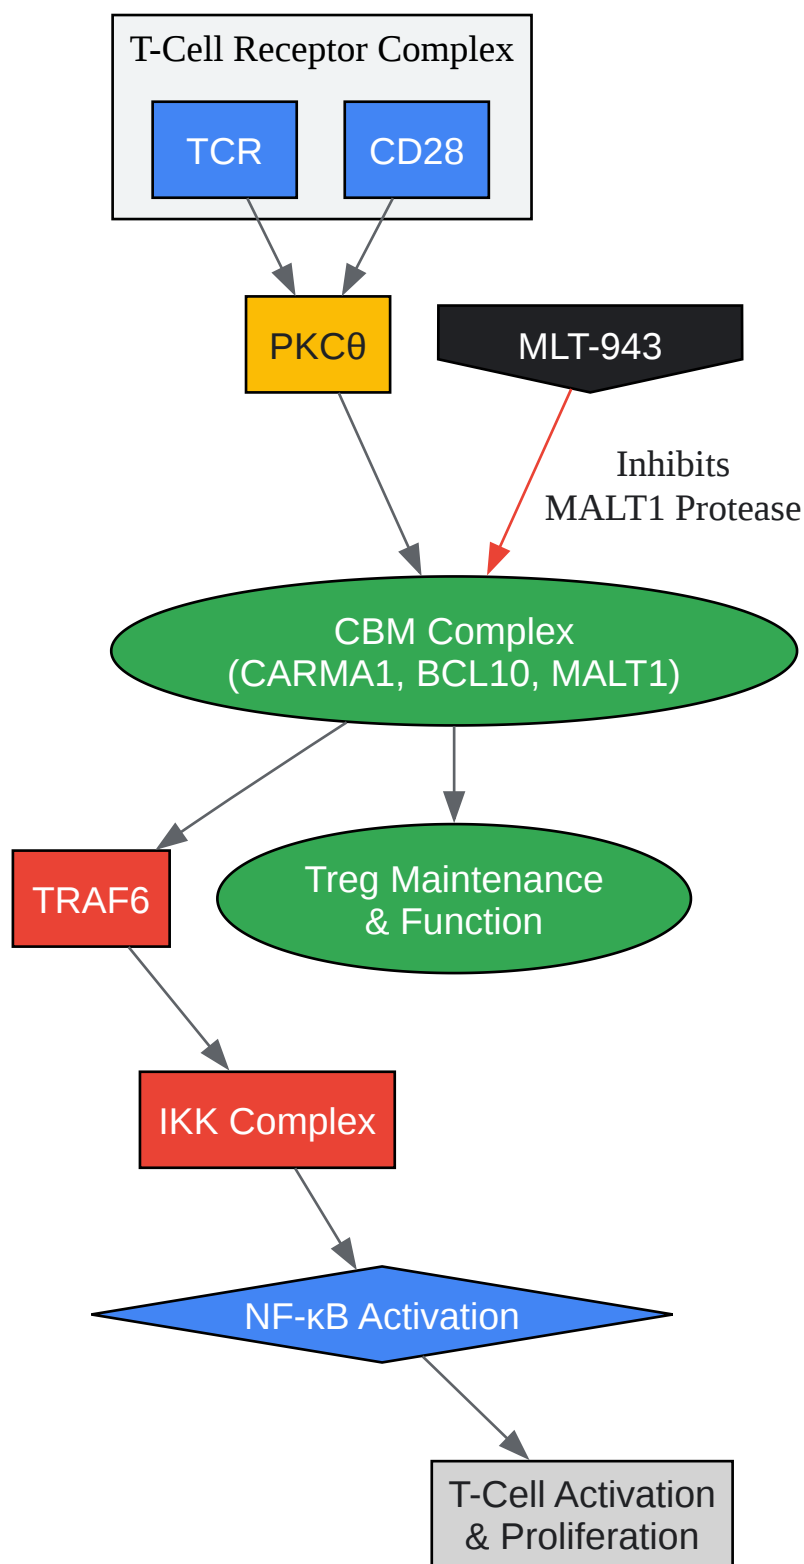 T-Cell Receptor Complex
TCR
CD28
PKCθ
MLT-943
Inhibits
MALT1 Protease
CBM Complex
(CARMA1, BCL10, MALT1)
TRAF6
Treg Maintenance
& Function
IKK Complex
NF-κB Activation
T-Cell Activation
& Proliferation